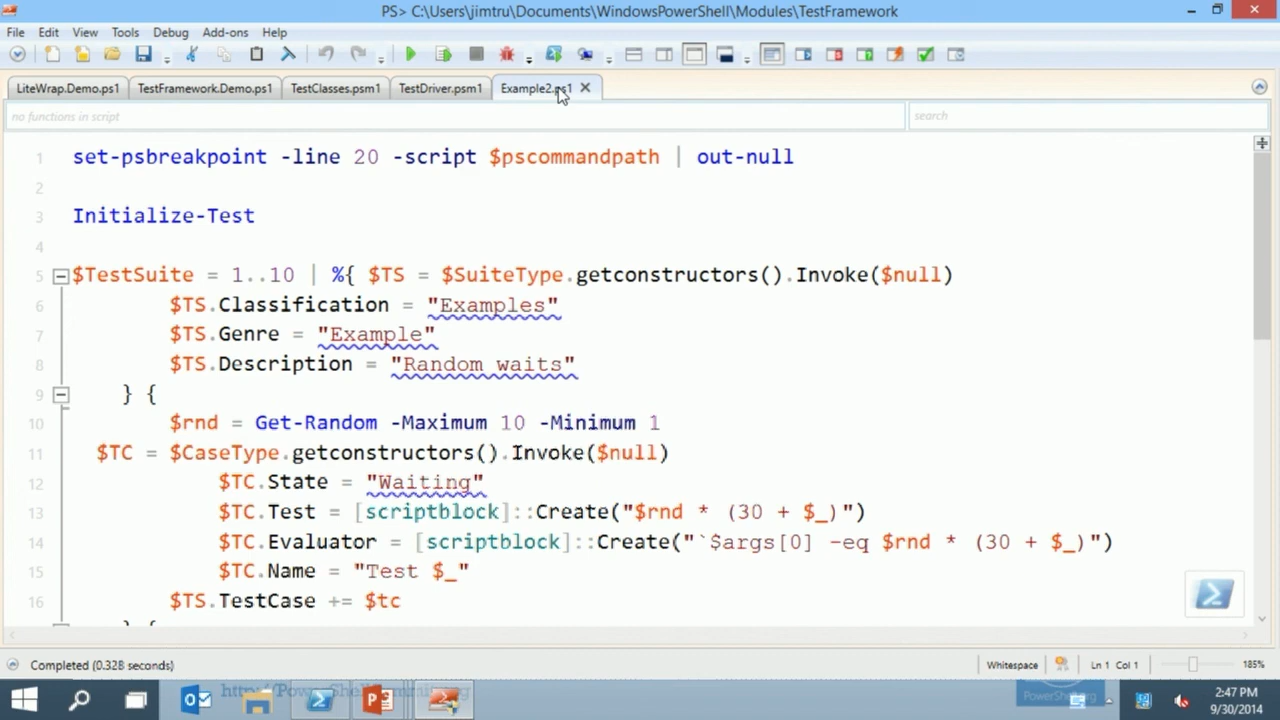 PS> C:\Users\jimtru\Documents\WindowsPowerShell\Modules\TestFramework
File Edit View Tools Debug Add-ons Help
LiteWrap.Demo.ps1 TestFramework.Demo.ps1 TestClasses.psm1 TestDriver.psm1 Example2.ps1
no functions in script search
1 set-psbreakpoint -line 20 -script $pscommandpath | out-null
2
3 Initialize-Test
4
5 $TestSuite = 1..10 | %{ $TS = $SuiteType.getconstructors().Invoke($null)
6 $TS.Classification = "Examples"
7 $TS.Genre = "Example"
8 $TS.Description = "Random waits"
9 } {
10 $rnd = Get-Random -Maximum 10 -Minimum 1
11 $TC = $CaseType.getconstructors().Invoke($null)
12 $TC.State = "Waiting"
13 $TC.Test = [scriptblock]::Create("$rnd * (30 + $_)")
14 $TC.Evaluator = [scriptblock]::Create("`$args[0] -eq $rnd * (30 + $_)")
15 $TC.Name = "Test $_"
16 $TS.TestCase += $tc
} {
Completed (0.328 seconds) Whitespace Ln 1 Col 1 185%
PowerShell.org
2:47 PM
9/30/2014